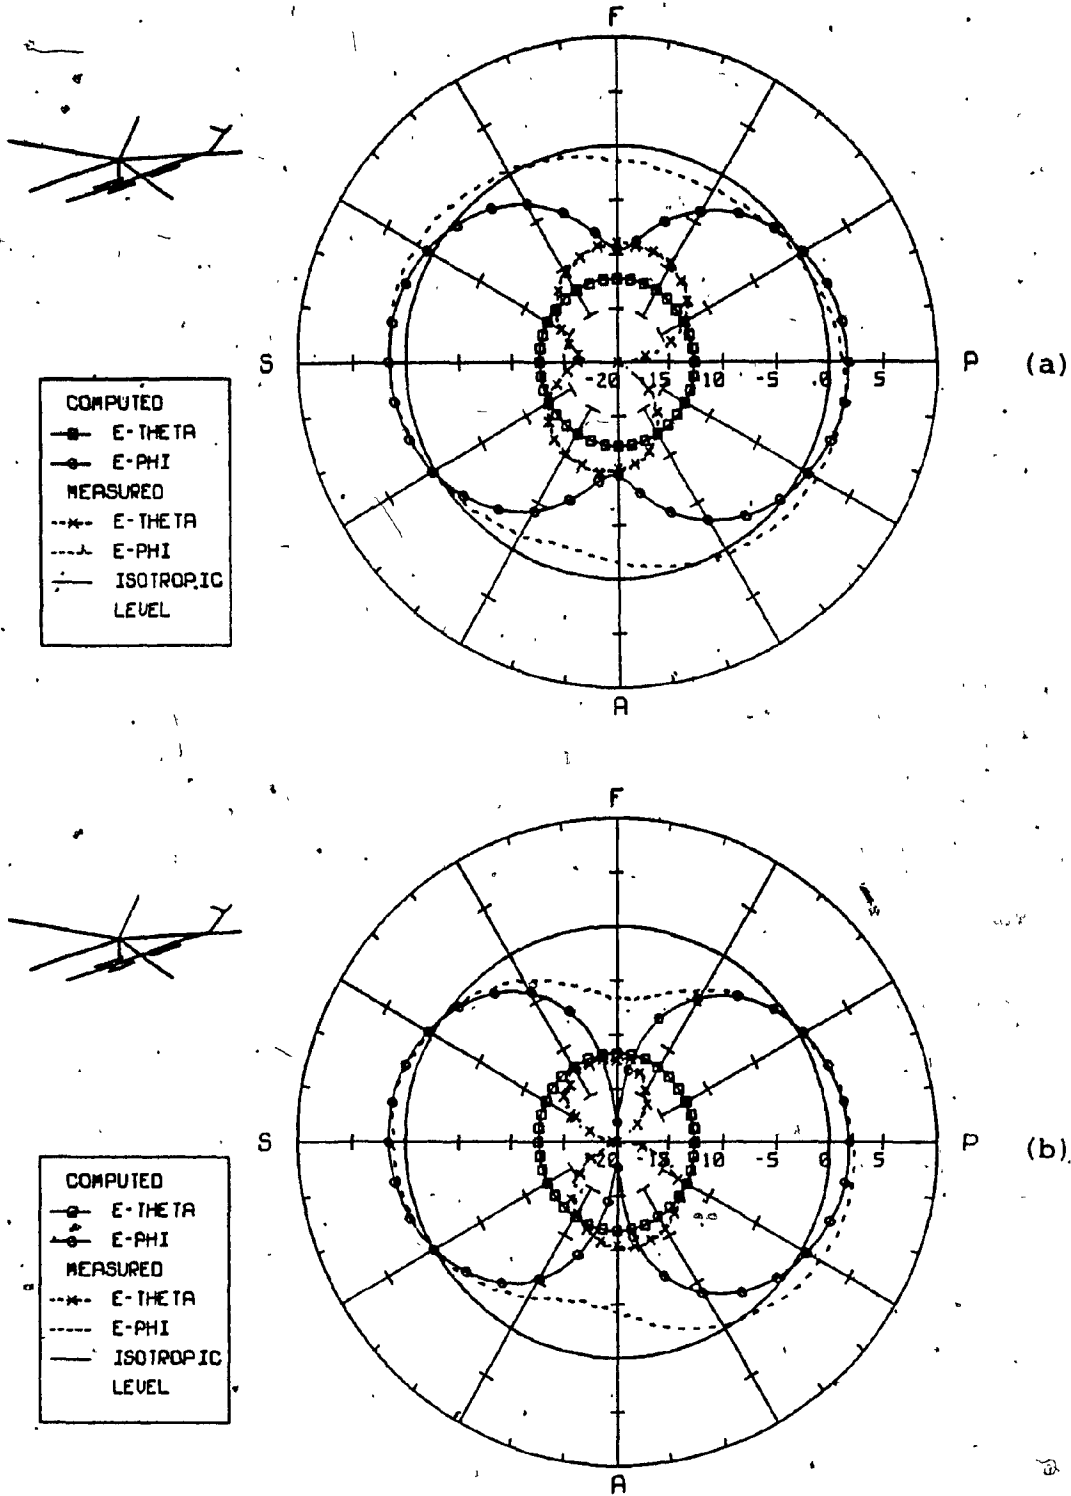 F
S
-20
-15
-10
-5
.0
5
P
(a)
COMPUTED
E-THETA
E-PHI
MEASURED
E-THETA
E-PHI
ISOTROPIC
LEVEL
A
F
S
-20
-15
-10
-5
0
5
P
(b)
COMPUTED
E-THETA
E-PHI
MEASURED
E-THETA
E-PHI
ISOTROPIC
LEVEL
A